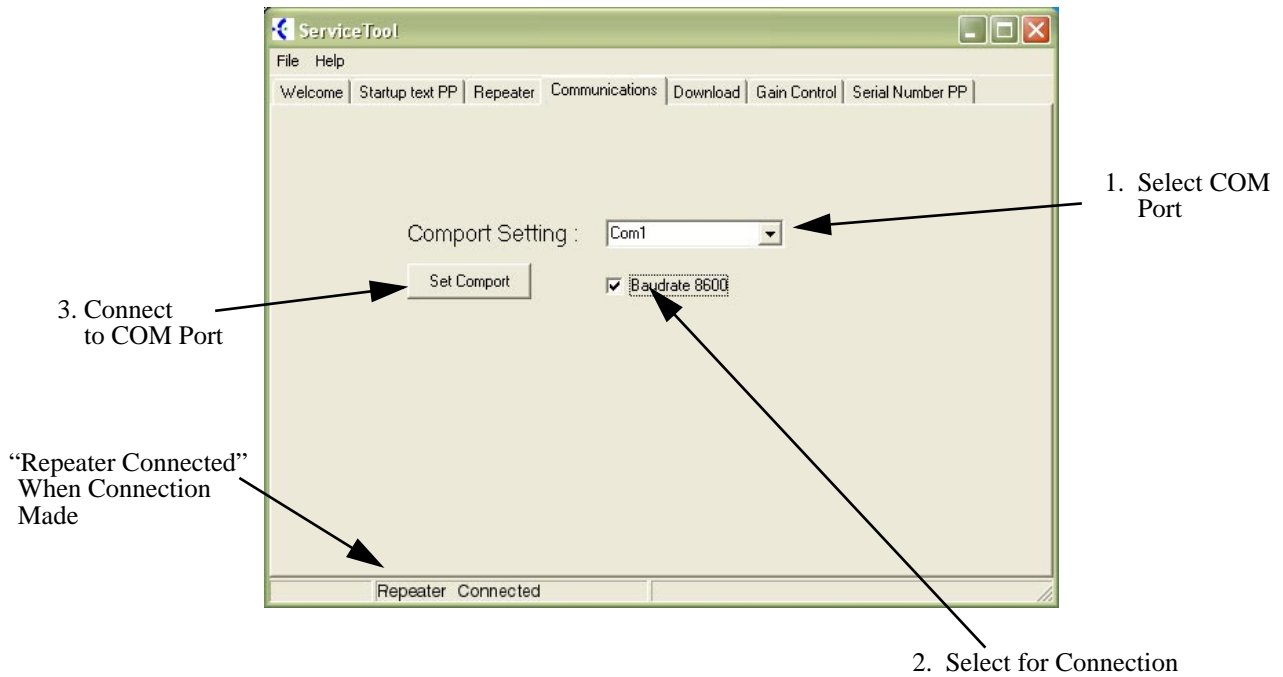 ServiceTool
File Help
Welcome Startup text PP Repeater Communications Download Gain Control Serial Number PP
1. Select COM
Port
Comport Setting : Com1
Set Comport Baudrate 8600
3. Connect
to COM Port
“Repeater Connected”
When Connection
Made
Repeater Connected
2. Select for Connection